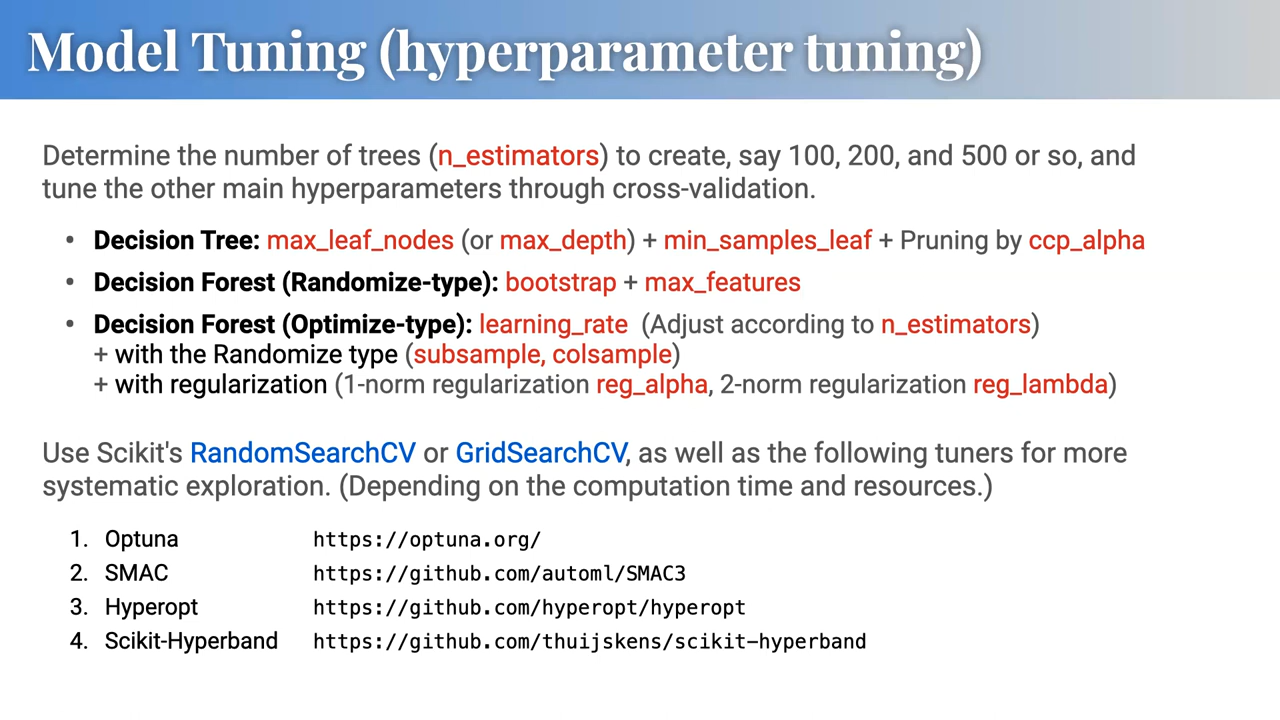 Model Tuning (hyperparameter tuning)
Determine the number of trees (n_estimators) to create, say 100, 200, and 500 or so, and
tune the other main hyperparameters through cross-validation.
• Decision Tree: max_leaf_nodes (or max_depth) + min_samples_leaf + Pruning by ccp_alpha
• Decision Forest (Randomize-type): bootstrap + max_features
• Decision Forest (Optimize-type): learning_rate (Adjust according to n_estimators)
+ with the Randomize type (subsample, colsample)
+ with regularization (1-norm regularization reg_alpha, 2-norm regularization reg_lambda)
Use Scikit's RandomSearchCV or GridSearchCV, as well as the following tuners for more
systematic exploration. (Depending on the computation time and resources.)
1. Optuna https://optuna.org/
2. SMAC https://github.com/automl/SMAC3
3. Hyperopt https://github.com/hyperopt/hyperopt
4. Scikit-Hyperband https://github.com/thuijskens/scikit-hyperband